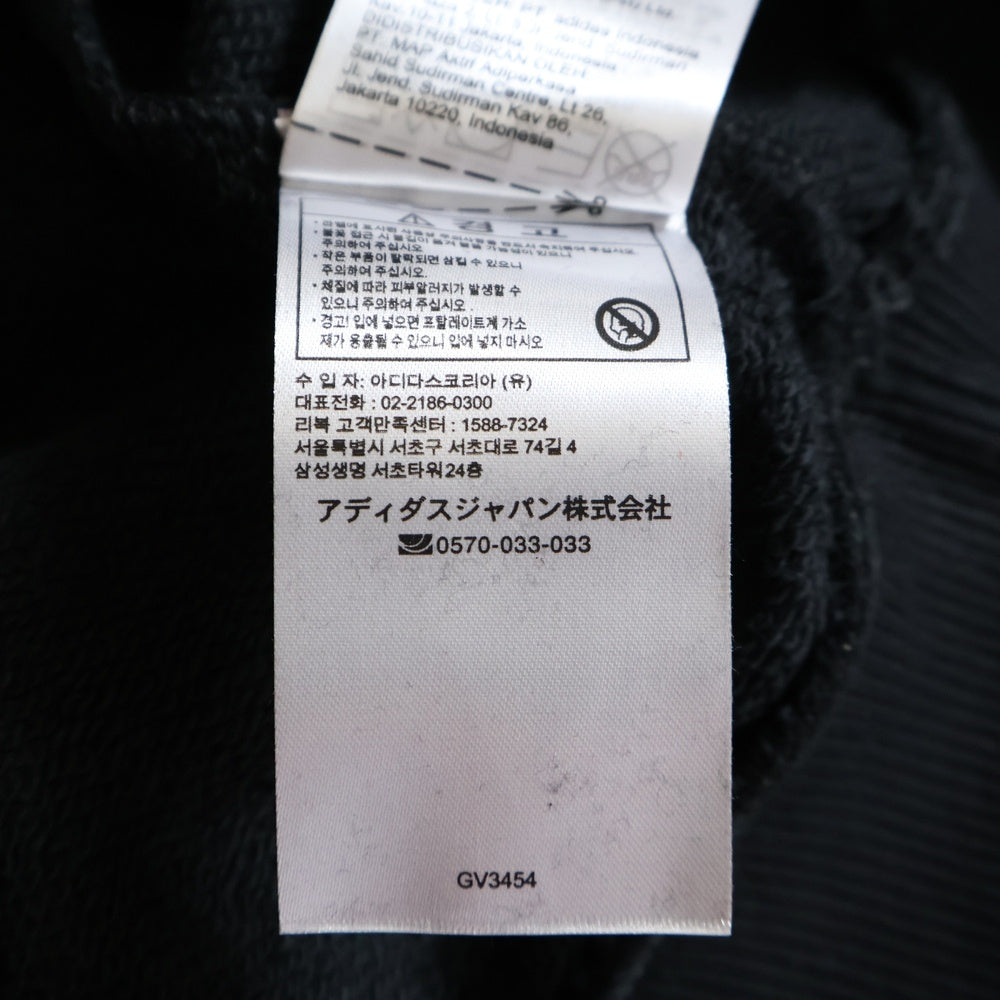 PT. adidas Indonesia
Jakarta, Indonesia
DIDISTRIBUSIKAN OLEH
PT. MAP Aktif Adiperkasa
Sahid Sudirman Centre, Lt 26,
Jl. Jend. Sudirman Kav 86,
Jakarta 10220, Indonesia
경고
주의하여 주십시오
• 작은 부품이 탈락되면 삼킬 수 있으니
주의하여 주십시오.
• 체질에 따라 피부알러지가 발생할 수
있으니 주의하여 주십시오.
• 경고! 입에 넣으면 프탈레이트계 가소
제가 용출될 수 있으니 입에 넣지 마시오
수 입 자: 아디다스코리아 (유)
대표전화 : 02-2186-0300
리복 고객만족센터 : 1588-7324
서울특별시 서초구 서초대로 74길 4
삼성생명 서초타워24층
アディダスジャパン株式会社
0570-033-033
GV3454